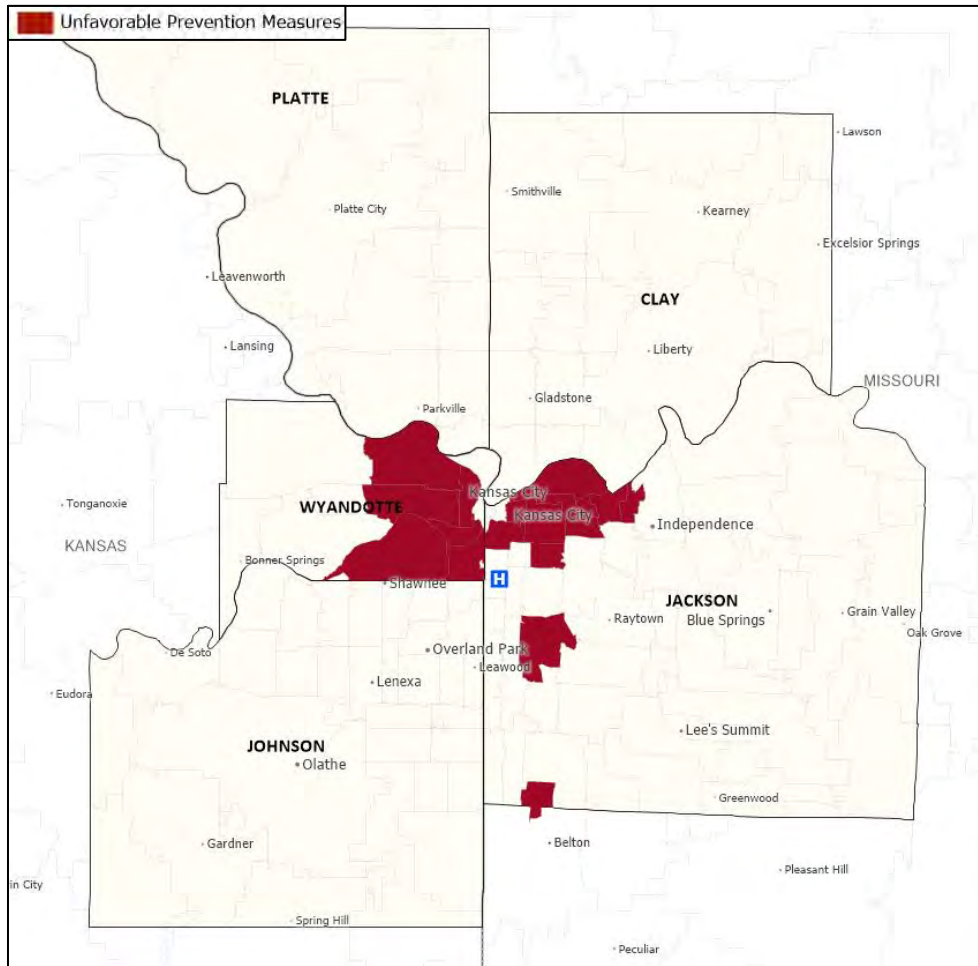 Unfavorable Prevention Measures
PLATTE
Lawson
Smithville
Platte City
Kearney
Excelsior Springs
Leavenworth
CLAY
Lansing
Liberty
MISSOURI
Gladstone
Parkville
Kansas City
Tonganoxie
WYANDOTTE
Kansas City
Independence
KANSAS
Bonner Springs
Shawnee
H
JACKSON
Grain Valley
Raytown
Blue Springs
Oak Grove
De Soto
Overland Park
Leawood
Eudora
Lenexa
Lee's Summit
JOHNSON
Olathe
Greenwood
Gardner
Belton
Pleasant Hill
in City
Spring Hill
Peculiar